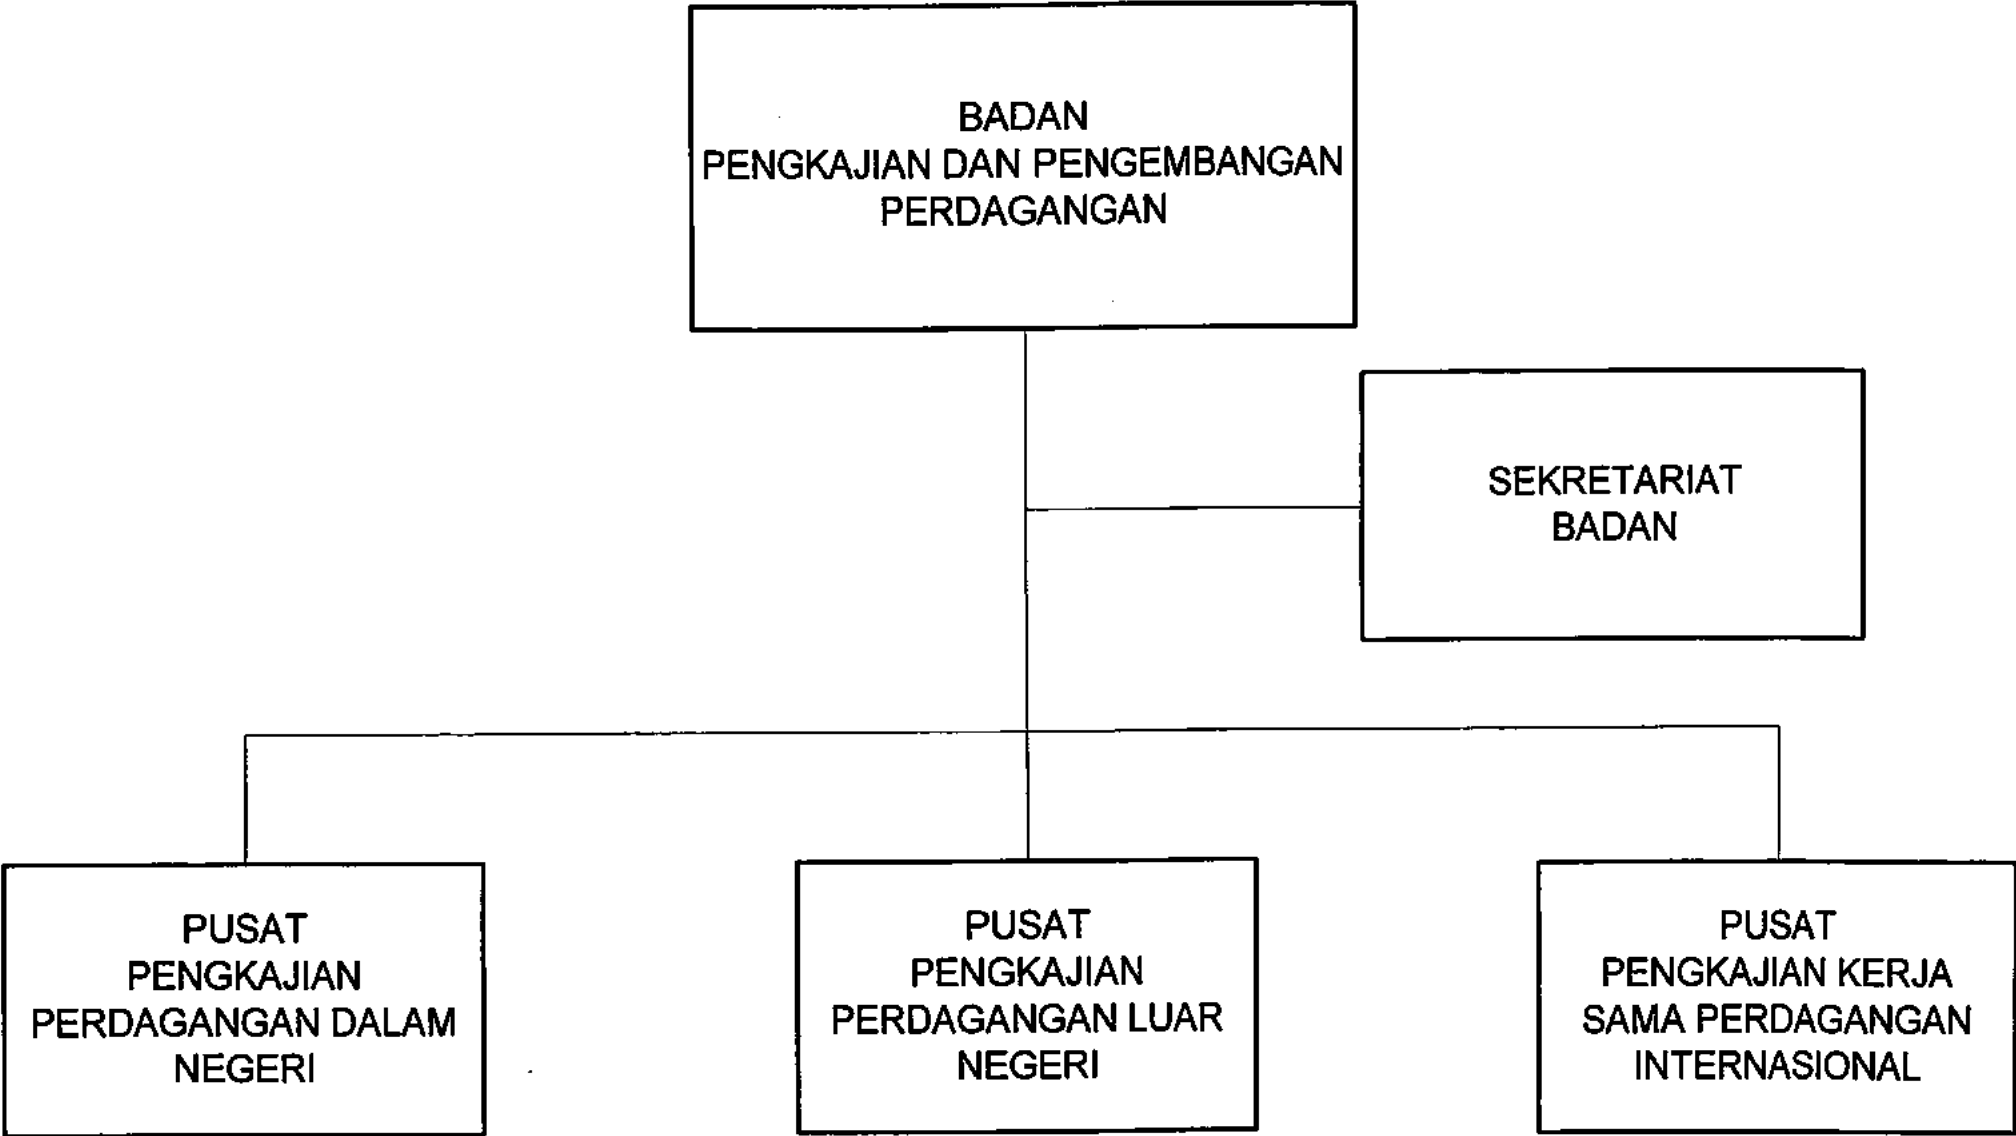 BADAN
PENGKAJIAN DAN PENGEMBANGAN
PERDAGANGAN
SEKRETARIAT
BADAN
PUSAT
PENGKAJIAN
PERDAGANGAN DALAM
NEGERI
PUSAT
PENGKAJIAN
PERDAGANGAN LUAR
NEGERI
PUSAT
PENGKAJIAN KERJA
SAMA PERDAGANGAN
INTERNASIONAL